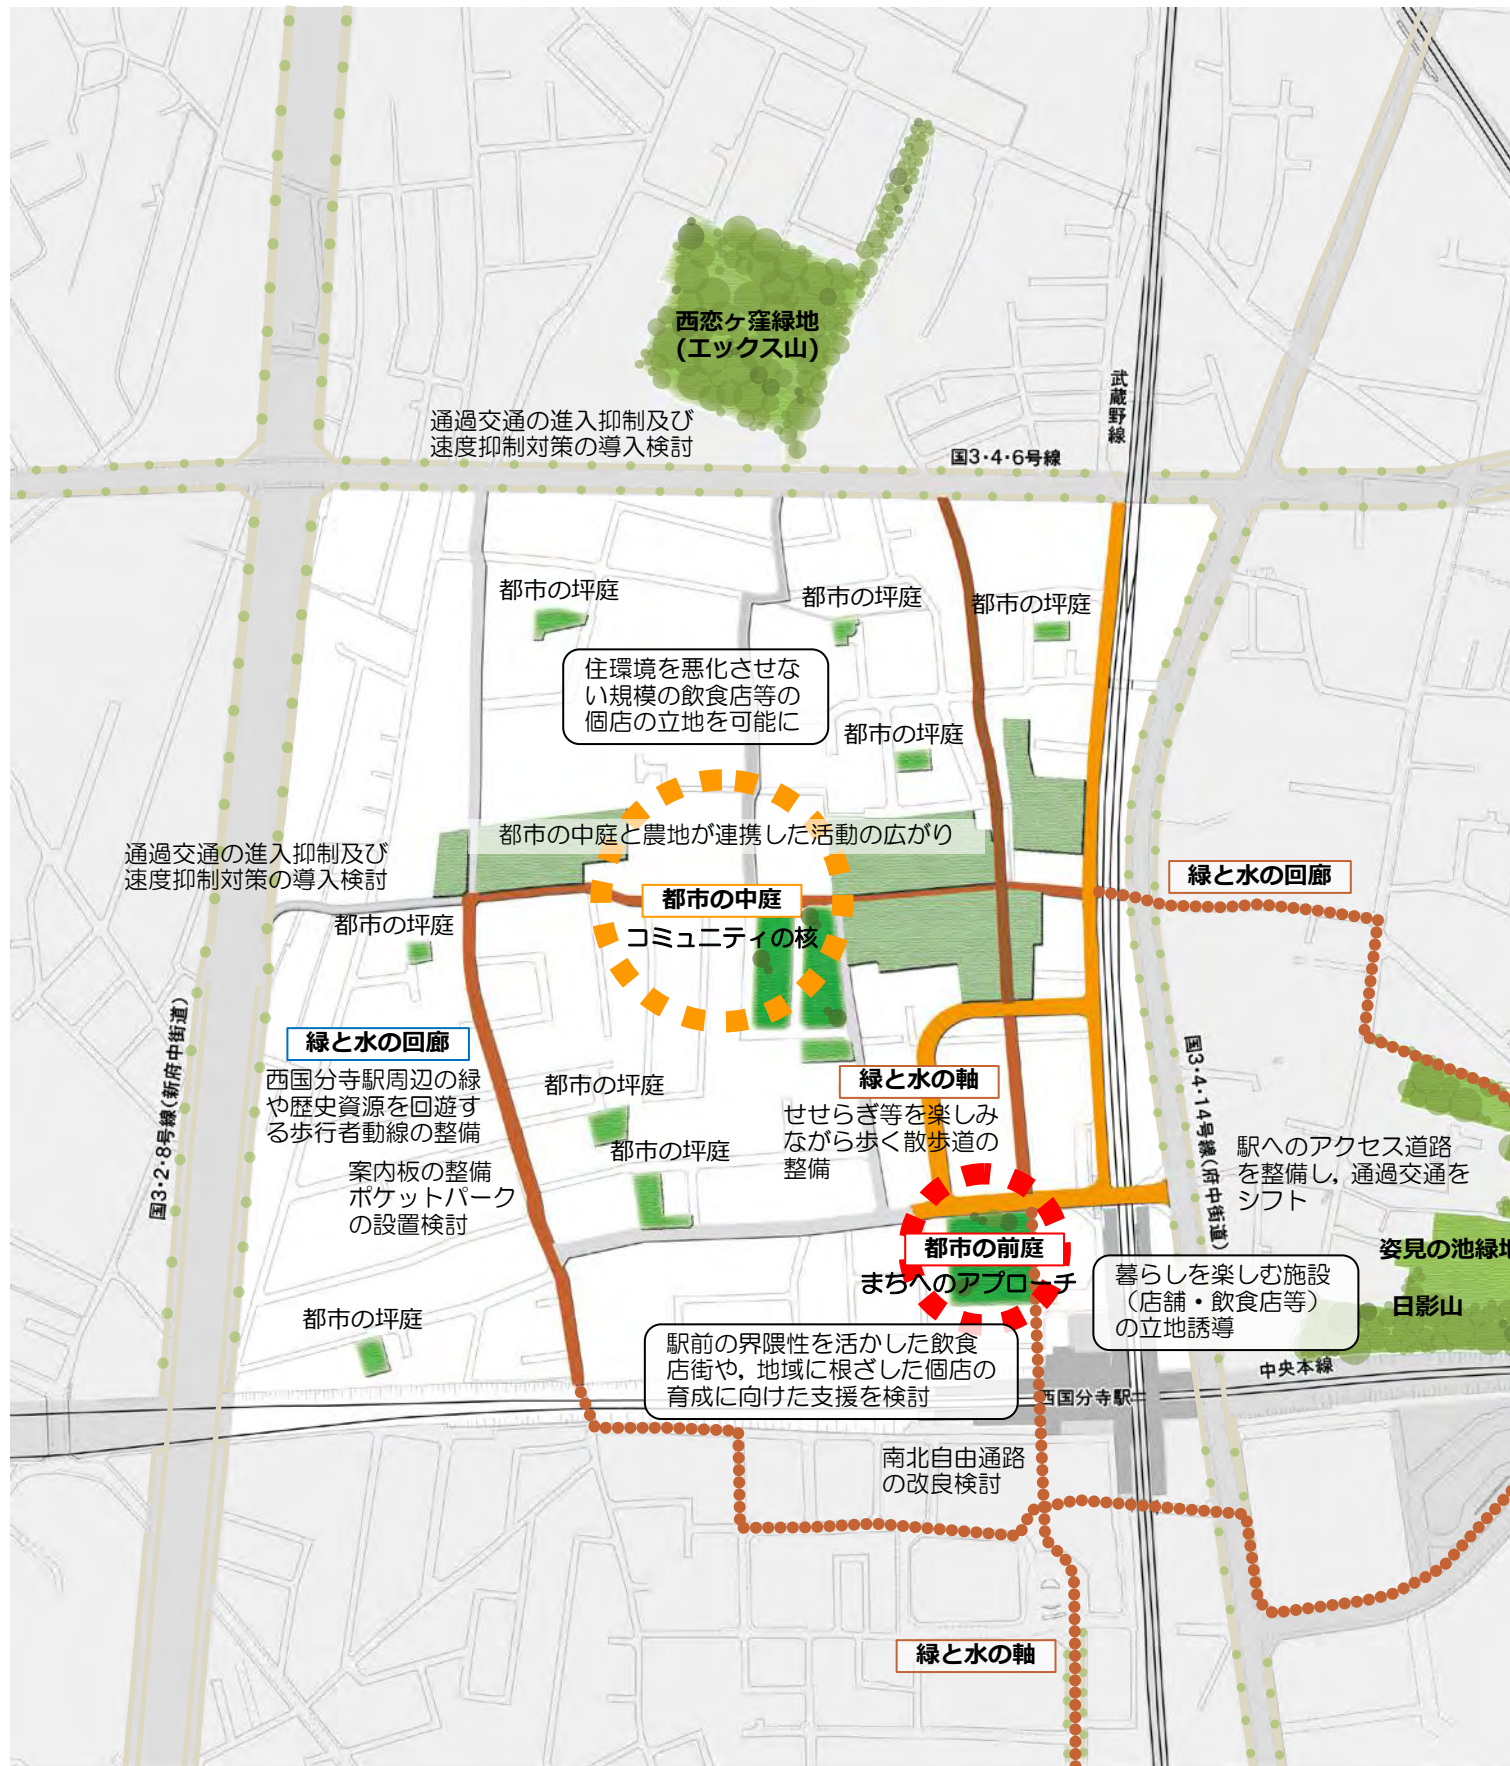 西恋ヶ窪緑地
(エックス山)
武蔵野線
通過交通の進入抑制及び
速度抑制対策の導入検討
国3・4・6号線
都市の坪庭
都市の坪庭
都市の坪庭
住環境を悪化させな
い規模の飲食店等の
個店の立地を可能に
都市の坪庭
都市の中庭と農地が連携した活動の広がり
通過交通の進入抑制及び
速度抑制対策の導入検討
緑と水の回廊
都市の中庭
コミュニティの核
都市の坪庭
国3・2・8号線(新府中街道)
緑と水の回廊
西国分寺駅周辺の緑
や歴史資源を回遊す
る歩行者動線の整備
案内板の整備
ポケットパーク
の設置検討
都市の坪庭
都市の坪庭
緑と水の軸
せせらぎ等を楽しみ
ながら歩く散歩道の
整備
国3・4・14号線(府中街道)
駅へのアクセス道路
を整備し，通過交通を
シフト
都市の前庭
まちへのアプローチ
姿見の池緑地
日影山
暮らしを楽しむ施設
（店舗・飲食店等）
の立地誘導
都市の坪庭
駅前の界隈性を活かした飲食
店街や，地域に根ざした個店の
育成に向けた支援を検討
中央本線
西国分寺駅
南北自由通路
の改良検討
緑と水の軸